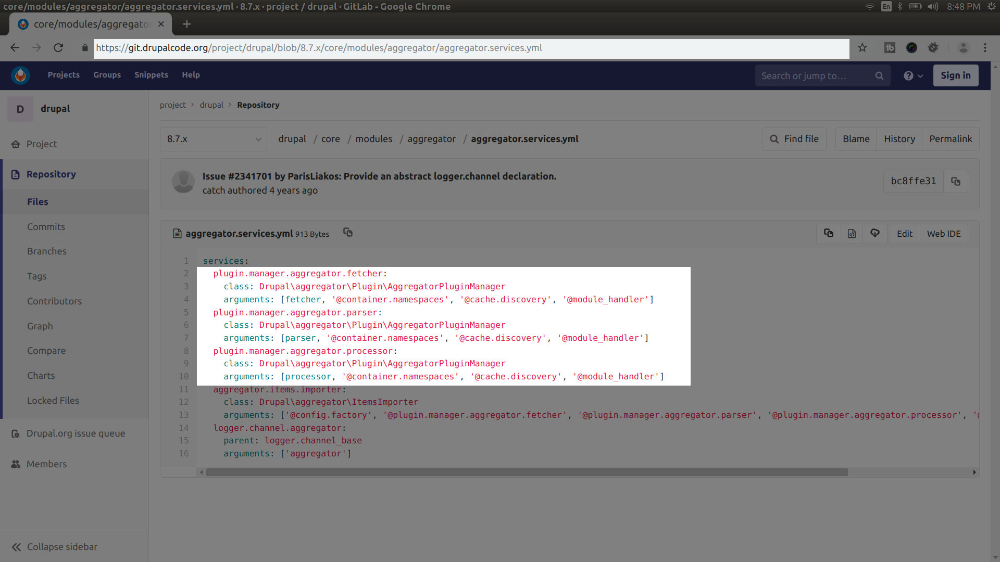 core/modules/aggregator/aggregator.services.yml · 8.7.x · project / drupal · GitLab - Google Chrome
En
8:48 PM
core/modules/aggregato
https://git.drupalcode.org/project/drupal/blob/8.7.x/core/modules/aggregator/aggregator.services.yml
Projects Groups Snippets Help
Search or jump to…
Sign in
D drupal
Project
Repository
Files
Commits
Branches
Tags
Contributors
Graph
Compare
Charts
Locked Files
Drupal.org issue queue
Members
Collapse sidebar
project › drupal › Repository
8.7.x
drupal / core / modules / aggregator / aggregator.services.yml
Find file Blame History Permalink
Issue #2341701 by ParisLiakos: Provide an abstract logger.channel declaration.
catch authored 4 years ago
bc8ffe31
aggregator.services.yml 913 Bytes
Edit Web IDE
1 services:
2   plugin.manager.aggregator.fetcher:
3     class: Drupal\aggregator\Plugin\AggregatorPluginManager
4     arguments: [fetcher, '@container.namespaces', '@cache.discovery', '@module_handler']
5   plugin.manager.aggregator.parser:
6     class: Drupal\aggregator\Plugin\AggregatorPluginManager
7     arguments: [parser, '@container.namespaces', '@cache.discovery', '@module_handler']
8   plugin.manager.aggregator.processor:
9     class: Drupal\aggregator\Plugin\AggregatorPluginManager
10     arguments: [processor, '@container.namespaces', '@cache.discovery', '@module_handler']
11   aggregator.items.importer:
12     class: Drupal\aggregator\ItemsImporter
13     arguments: ['@config.factory', '@plugin.manager.aggregator.fetcher', '@plugin.manager.aggregator.parser', '@plugin.manager.aggregator.processor', '@
14   logger.channel.aggregator:
15     parent: logger.channel_base
16     arguments: ['aggregator']